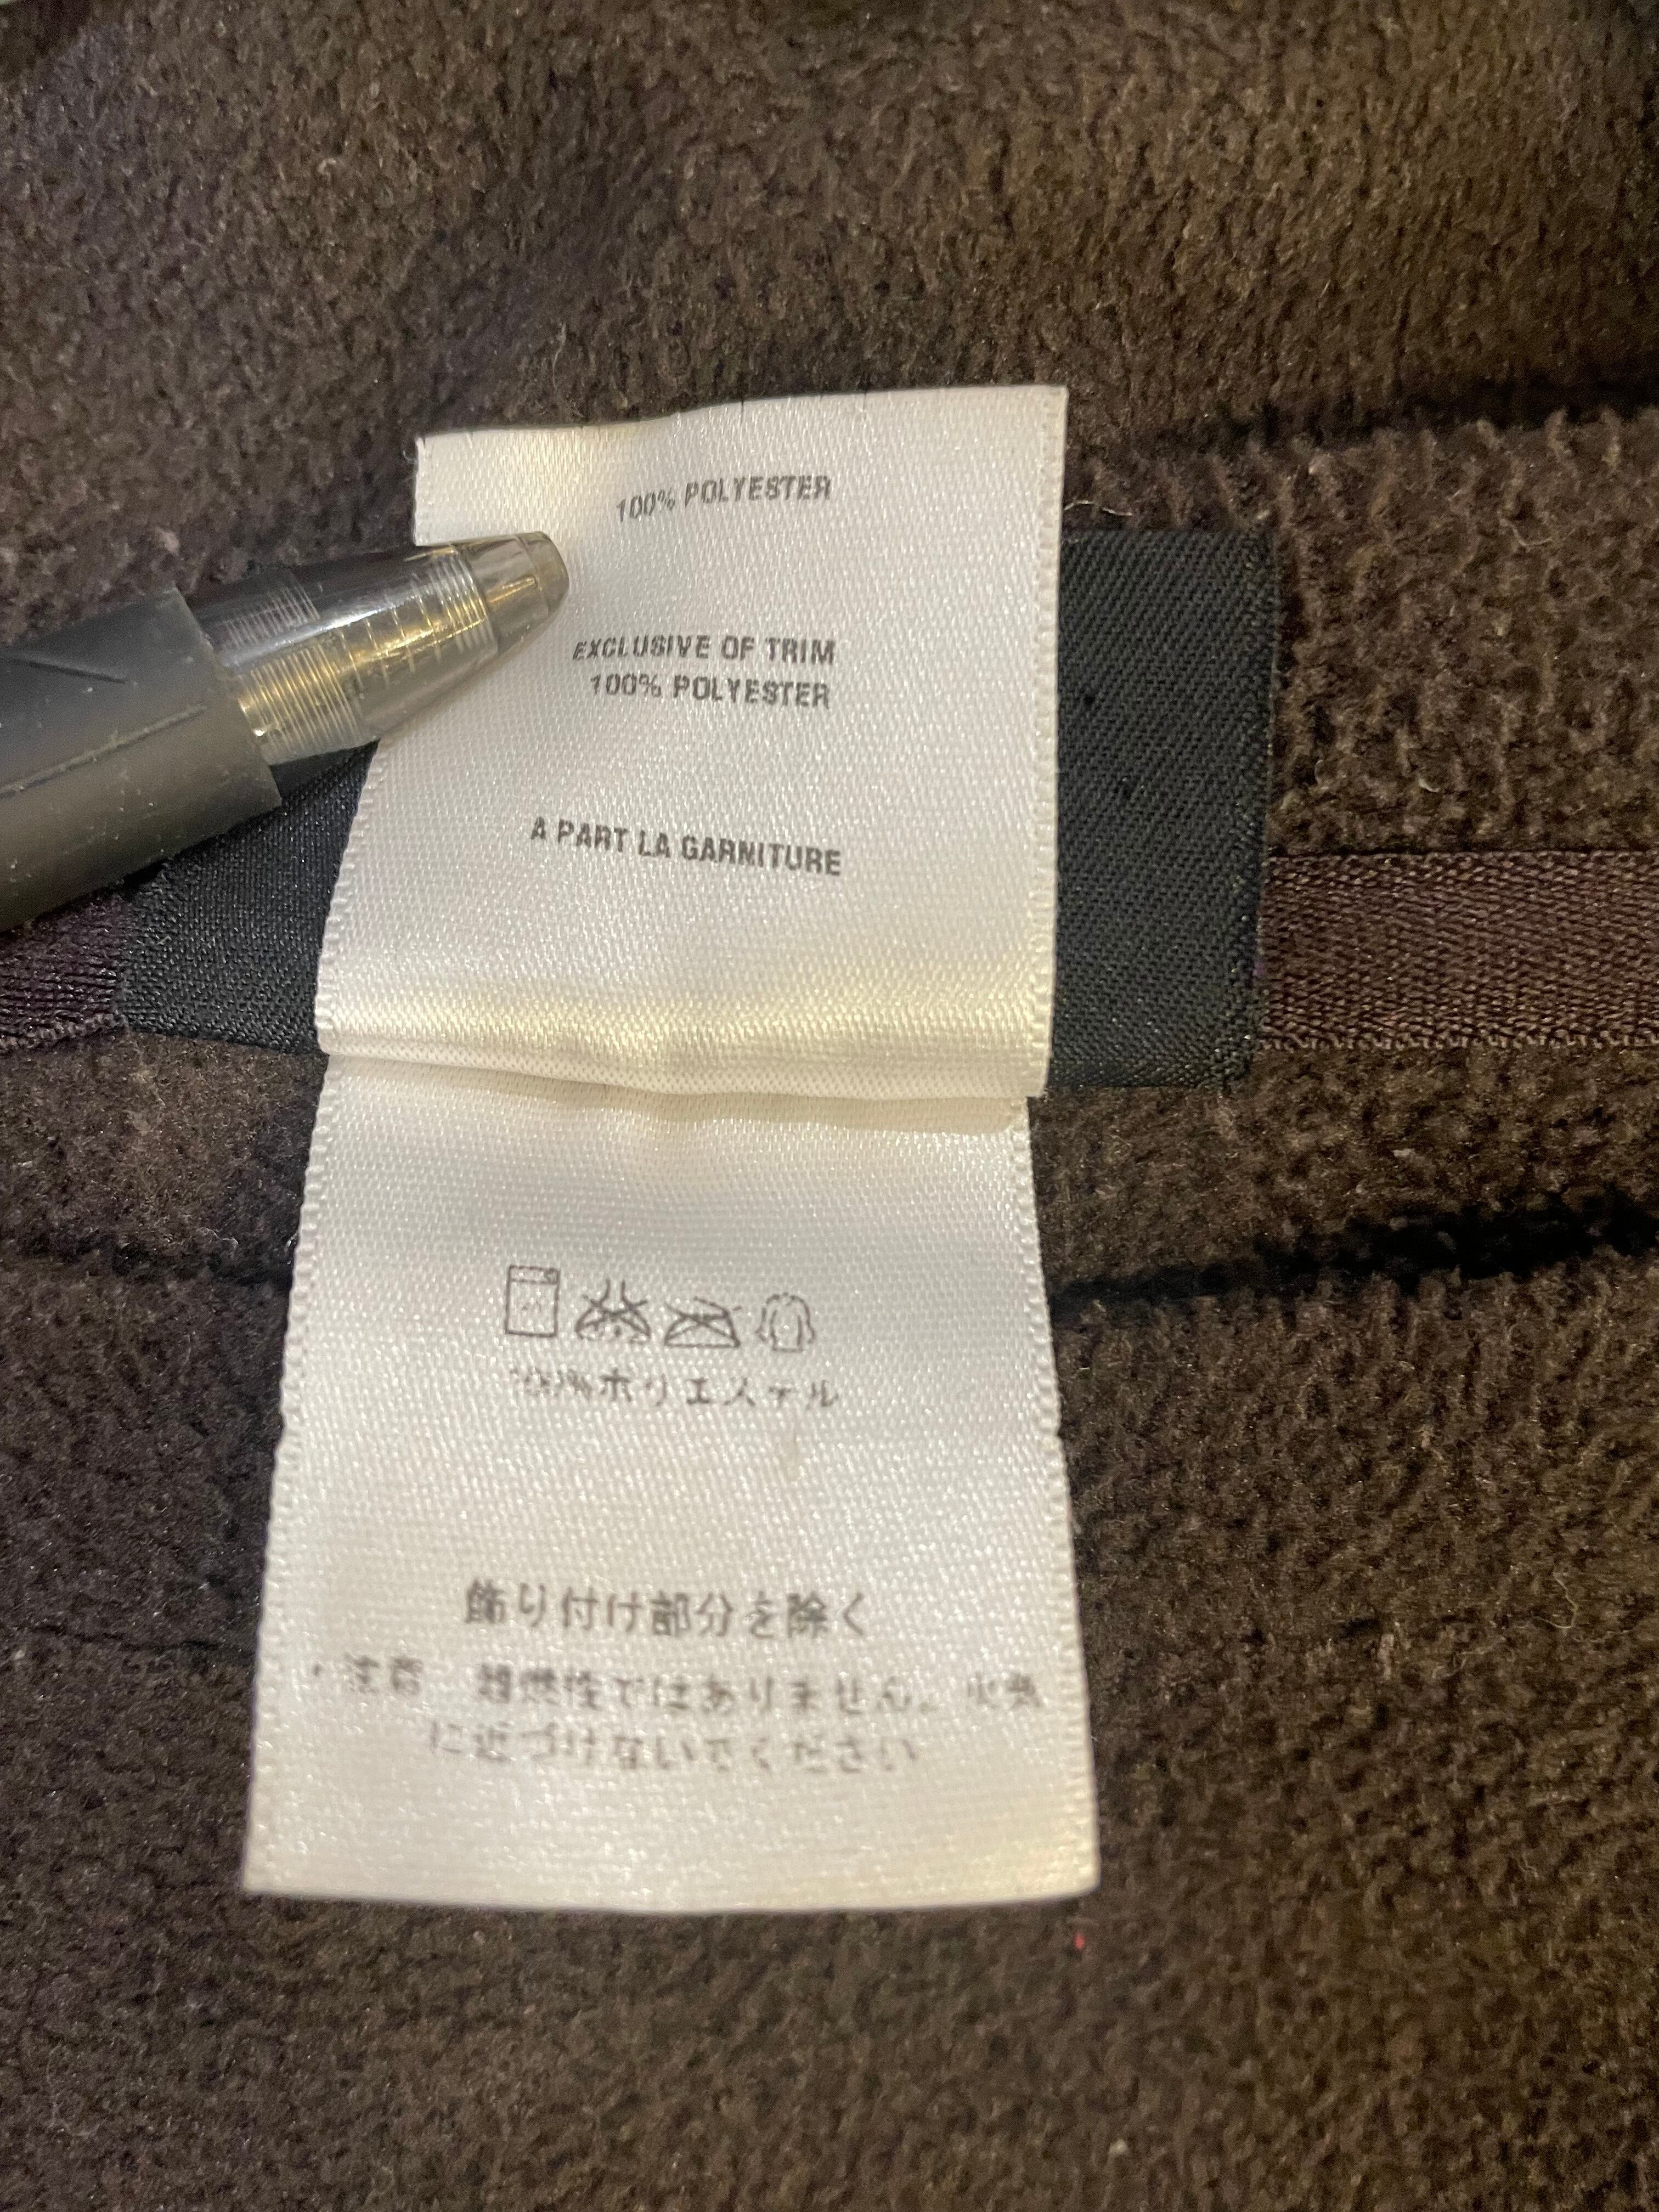 100% POLYESTER
EXCLUSIVE OF TRIM
100% POLYESTER
A PART LA GARNITURE
100%ポリエステル
飾り付け部分を除く
・注意 難燃性ではありません。火気
に近づけないでください